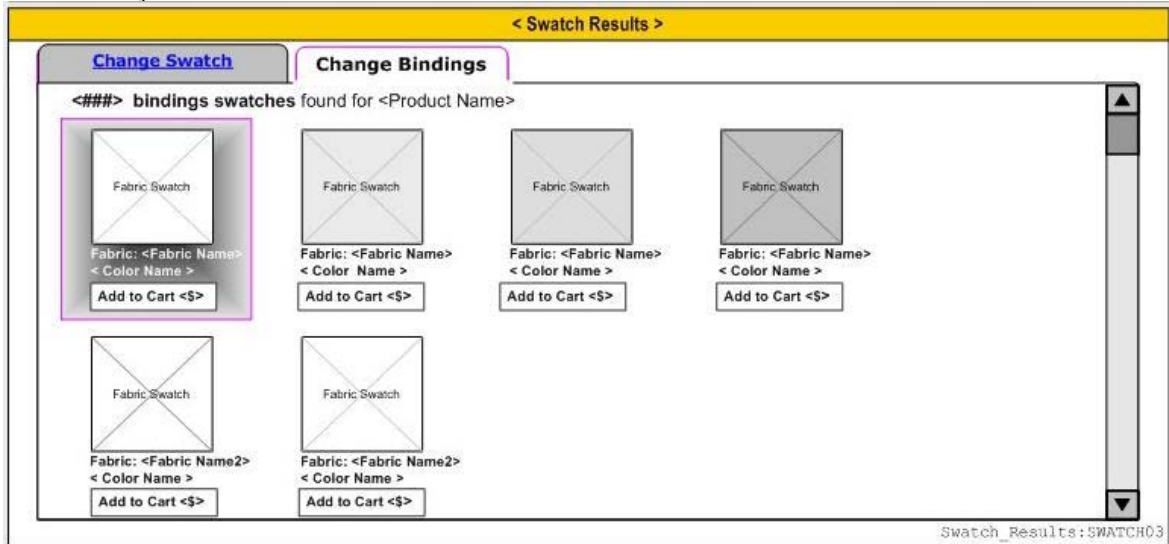 < Swatch Results >
Change Swatch
Change Bindings
<###> bindings swatches found for <Product Name>
Fabric Swatch
Fabric: <Fabric Name>
< Color Name >
Add to Cart <$>
Fabric Swatch
Fabric: <Fabric Name>
< Color Name >
Add to Cart <$>
Fabric Swatch
Fabric: <Fabric Name>
< Color Name >
Add to Cart <$>
Fabric Swatch
Fabric: <Fabric Name>
< Color Name >
Add to Cart <$>
Fabric Swatch
Fabric: <Fabric Name2>
< Color Name >
Add to Cart <$>
Fabric Swatch
Fabric: <Fabric Name2>
< Color Name >
Add to Cart <$>
Swatch_Results:SWATCH03